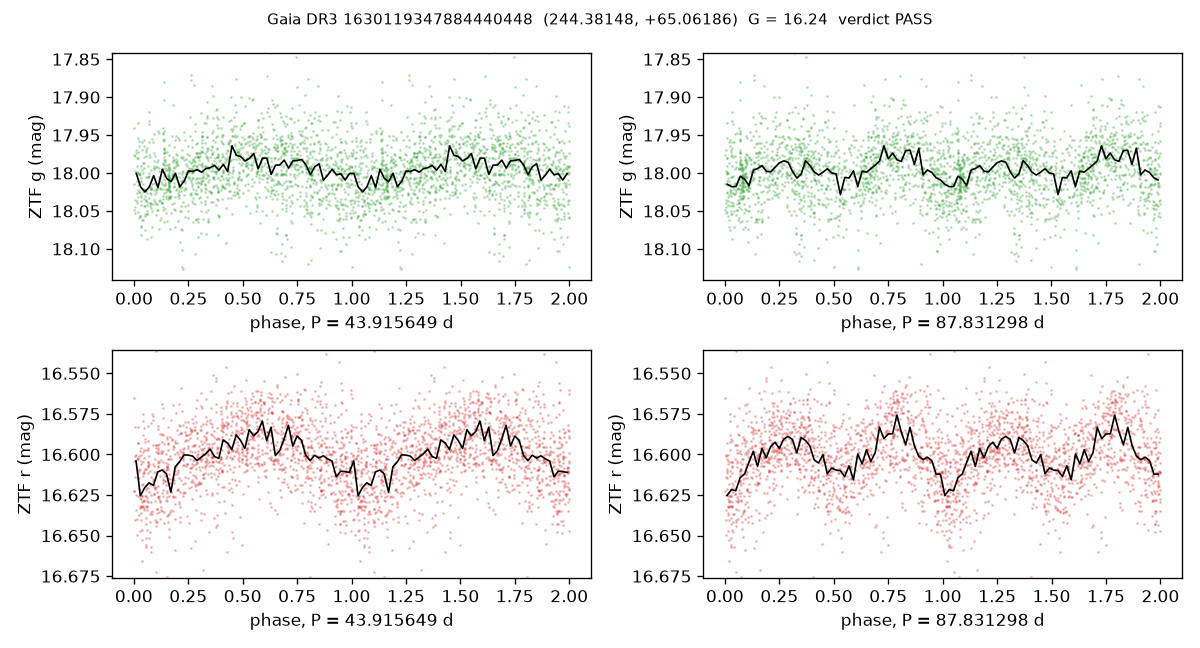 Gaia DR3 1630119347884440448  (244.38148, +65.06186)  G = 16.24  verdict PASS
ZTF g (mag)
17.85
17.90
17.95
18.00
18.05
18.10
0.00 0.25 0.50 0.75 1.00 1.25 1.50 1.75 2.00
phase, P = 43.915649 d
ZTF g (mag)
17.85
17.90
17.95
18.00
18.05
18.10
0.00 0.25 0.50 0.75 1.00 1.25 1.50 1.75 2.00
phase, P = 87.831298 d
ZTF r (mag)
16.550
16.575
16.600
16.625
16.650
16.675
0.00 0.25 0.50 0.75 1.00 1.25 1.50 1.75 2.00
phase, P = 43.915649 d
ZTF r (mag)
16.550
16.575
16.600
16.625
16.650
16.675
0.00 0.25 0.50 0.75 1.00 1.25 1.50 1.75 2.00
phase, P = 87.831298 d